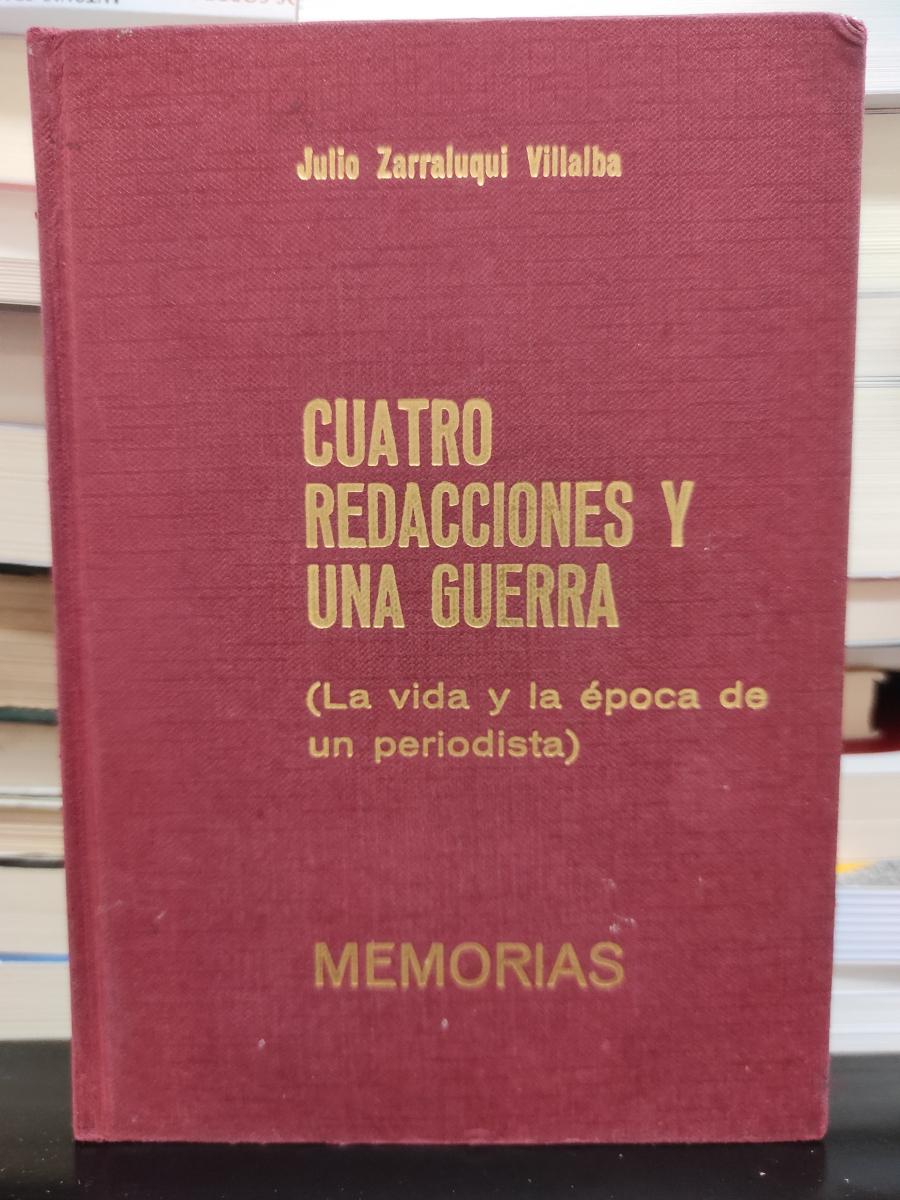 Julio Zarraluqui Villalba
CUATRO
REDACCIONES Y
UNA GUERRA
(La vida y la época de
un periodista)
MEMORIAS